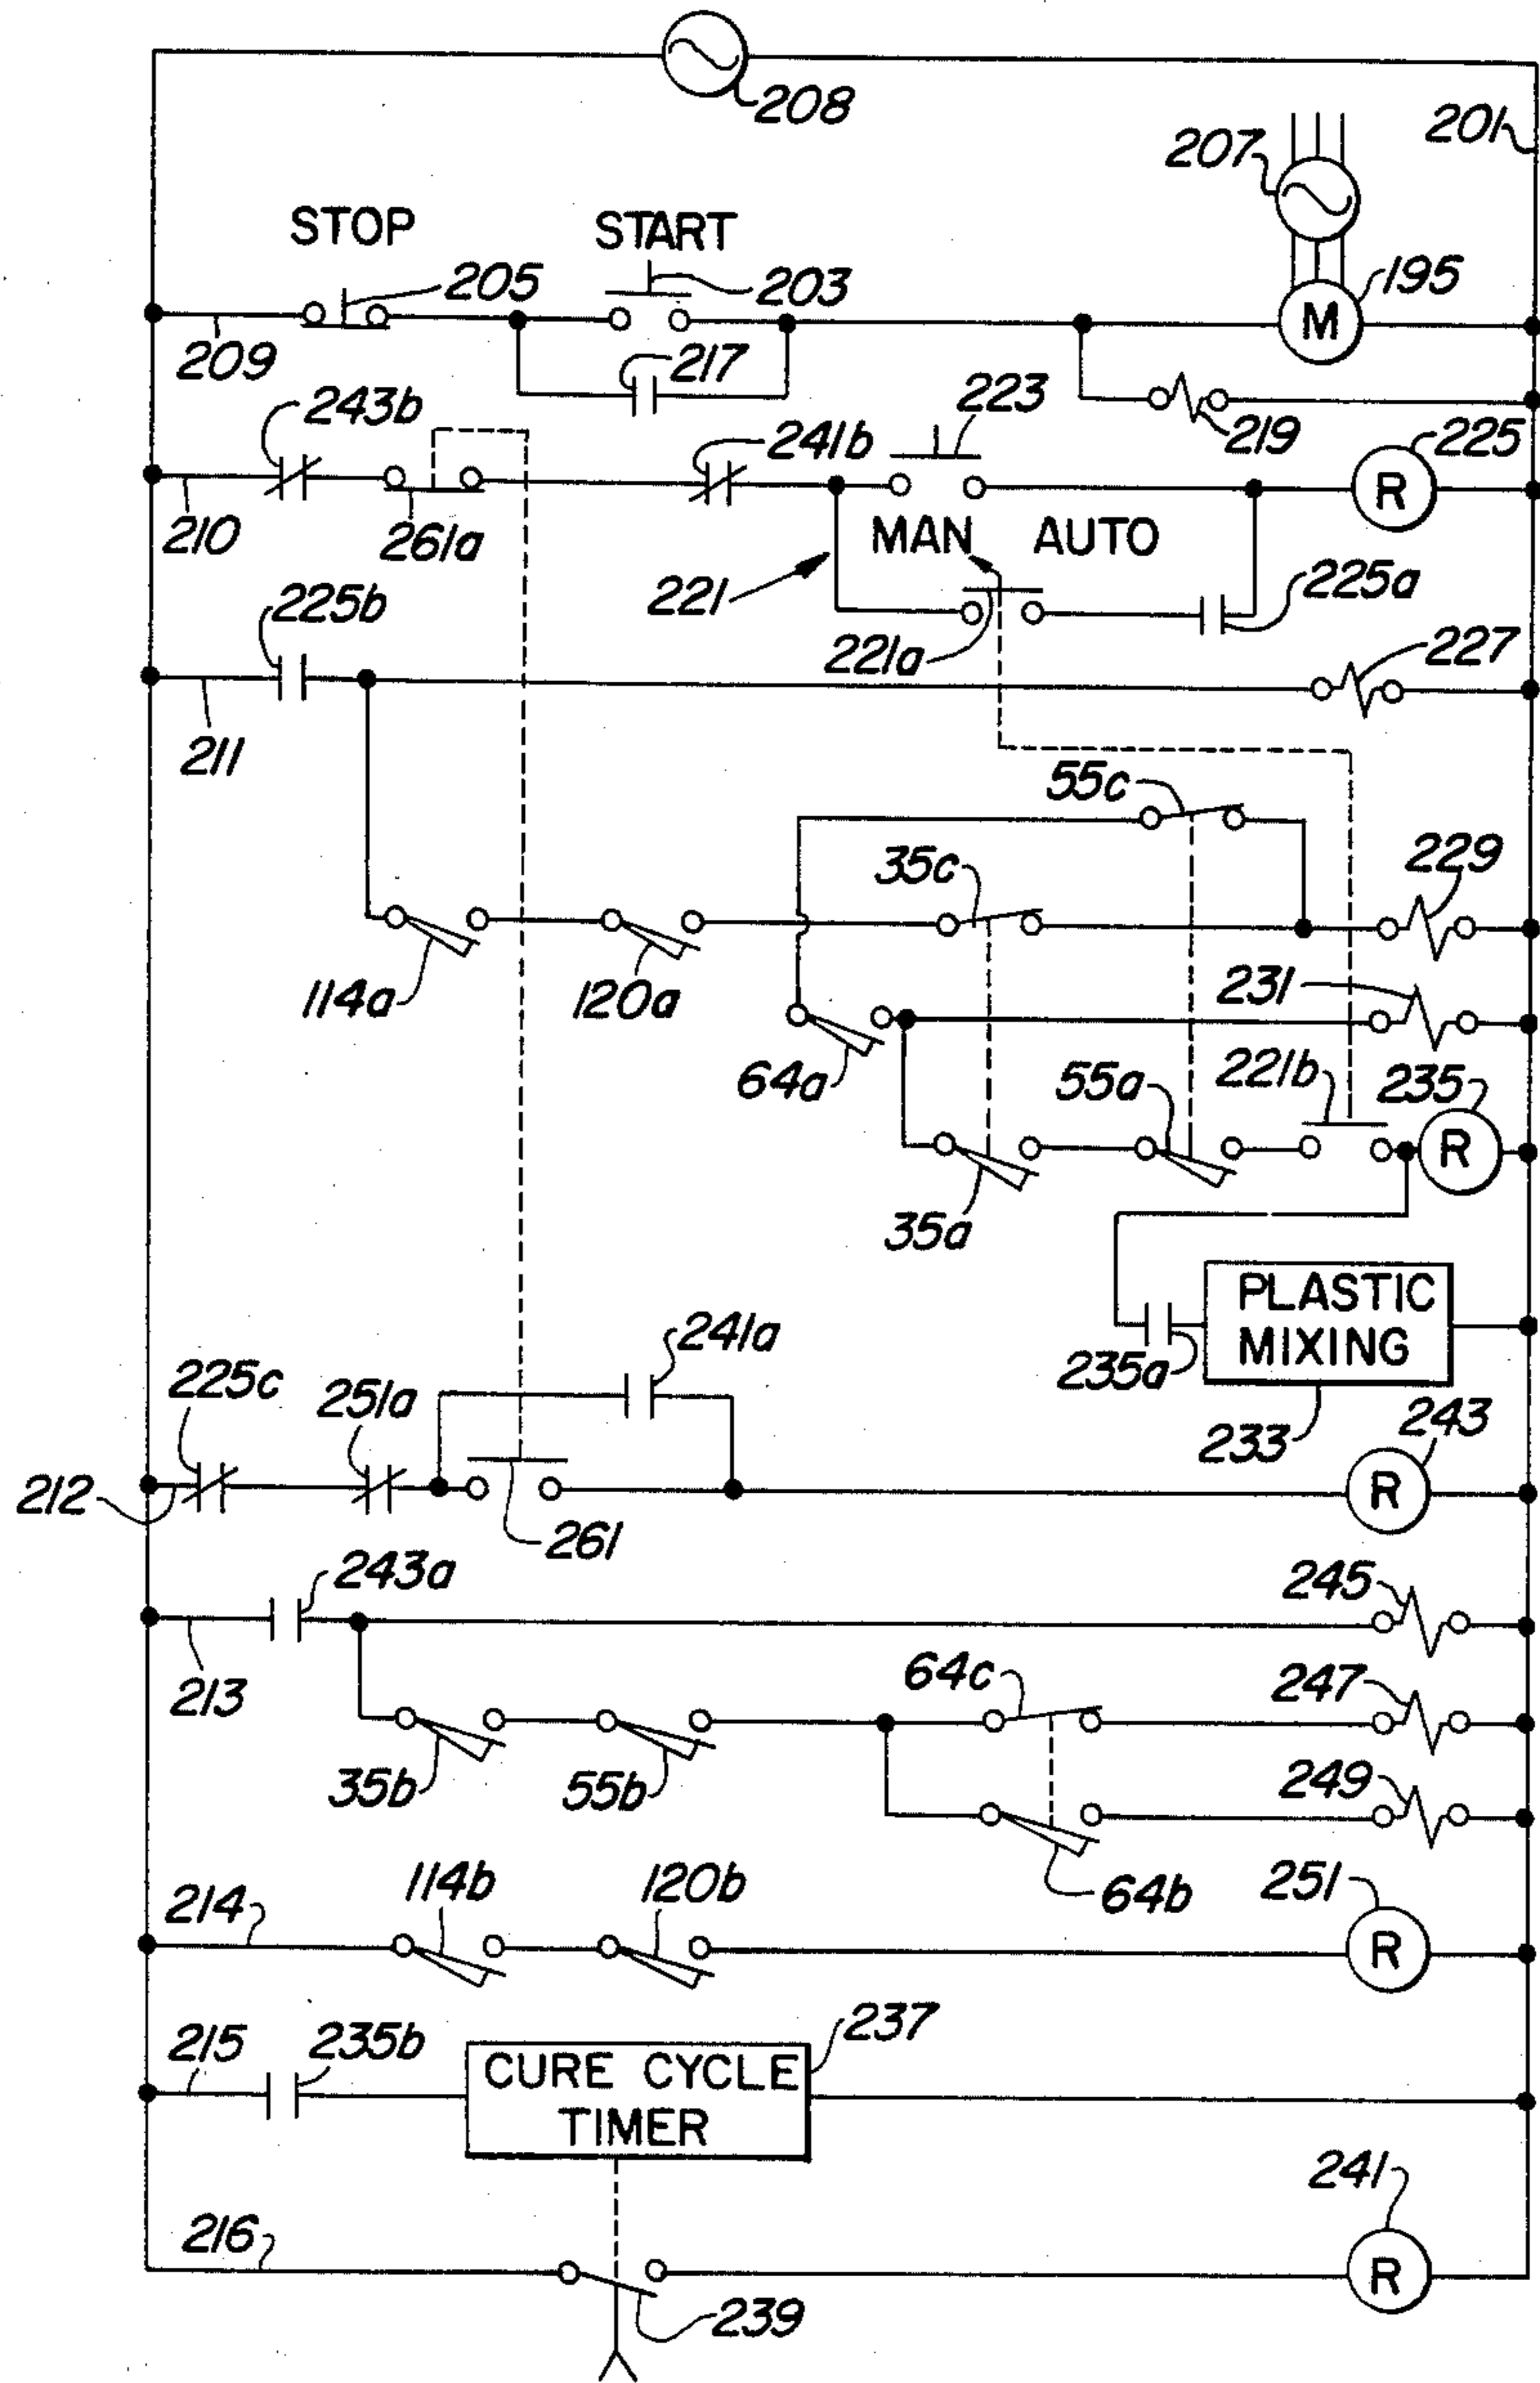 208
201
207
STOP
START
205
203
195
M
209
217
243b
223
219
241b
225
R
210
261a
MAN
AUTO
221
225a
225b
221a
227
211
55c
35c
229
114a
120a
231
64a
55a
221b
235
R
35a
PLASTIC
MIXING
235a
241a
225c
251a
233
243
R
212
261
243a
245
213
64c
247
35b
55b
249
64b
114b
120b
251
214
R
237
215
235b
CURE CYCLE
TIMER
241
216
R
239